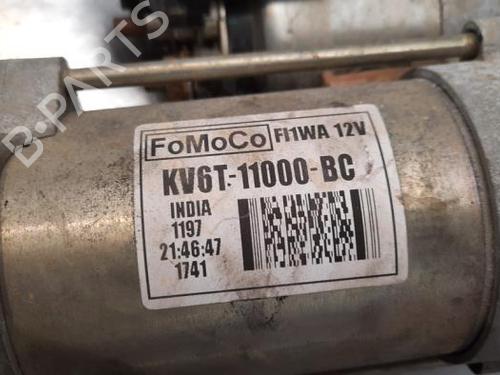 B-PARTS
FoMoCo FI1WA 12V
KV6T-11000-BC
INDIA
1197
21:46:47
1741